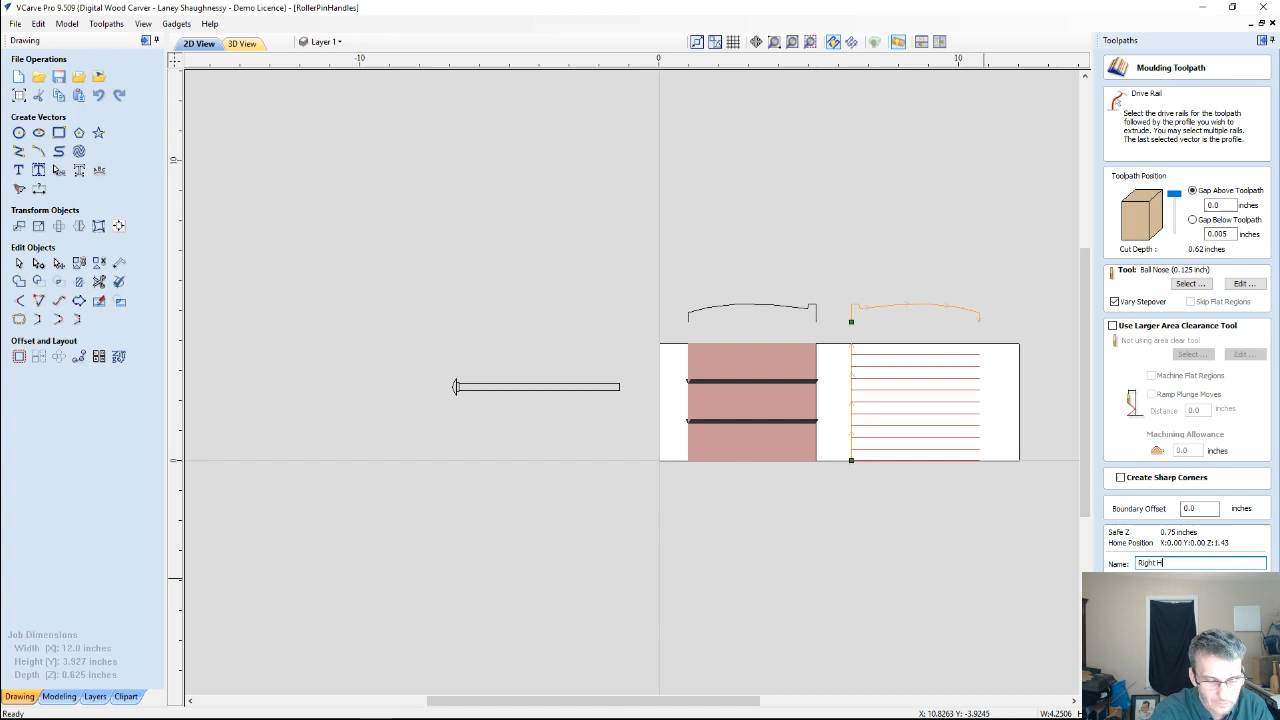 VCarve Pro 9.509 {Digital Wood Carver - Laney Shaughnessy - Demo Licence} - [RollerPinHandles]
File Edit Model Toolpaths View Gadgets Help
Drawing
2D View 3D View Layer 1
Toolpaths
File Operations
Create Vectors
Transform Objects
Edit Objects
Offset and Layout
Job Dimensions
Width [X]: 12.0 inches
Height [Y]: 3.927 inches
Depth [Z]: 0.625 inches
Drawing Modeling Layers Clipart
Ready
-10 0 10
10
0
Moulding Toolpath
Drive Rail
Select the drive rails for the toolpath
followed by the profile you wish to
extrude. You may select multiple rails.
The last selected vector is the profile.
Toolpath Position
Gap Above Toolpath
0.0 inches
Gap Below Toolpath
0.005 inches
Cut Depth : 0.62 inches
Tool: Ball Nose (0.125 inch)
Select ... Edit ...
Vary Stepover Skip Flat Regions
Use Larger Area Clearance Tool
Not using area clear tool
Select ... Edit ...
Machine Flat Regions
Ramp Plunge Moves
Distance 0.0 inches
Machining Allowance
0.0 inches
Create Sharp Corners
Boundary Offset 0.0 inches
Safe Z 0.75 inches
Home Position X:0.00 Y:0.00 Z:1.43
Name: Right H
X: 10.8263 Y: -3.9245 W:4.2506 H